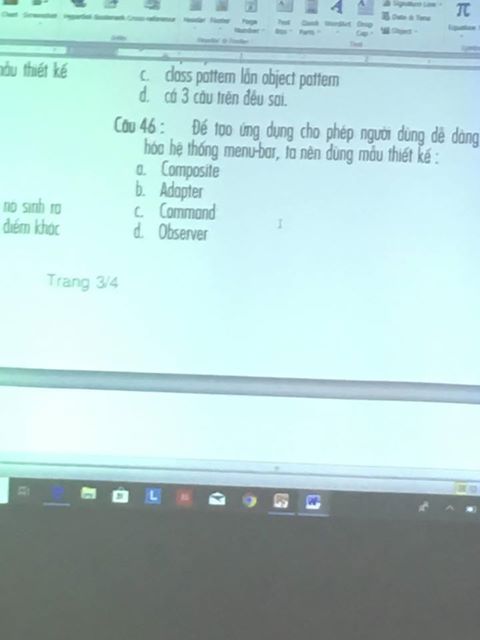 Chart Screenshot Hyperlink Bookmark Cross-reference Header Footer Page Number Text Box Quick Parts WordArt Drop Cap Signature Line Date & Time Object Equation
Header & Footer Text
mẫu thiết kế
c. class pattern lẫn object pattern
d. cả 3 câu trên đều sai.
Câu 46 : Để tạo ứng dụng cho phép người dùng dễ dàng
hóa hệ thống menu-bar, ta nên dùng mẫu thiết kế :
a. Composite
b. Adapter
nó sinh ra
c. Command
điểm khác
d. Observer
Trang 3/4